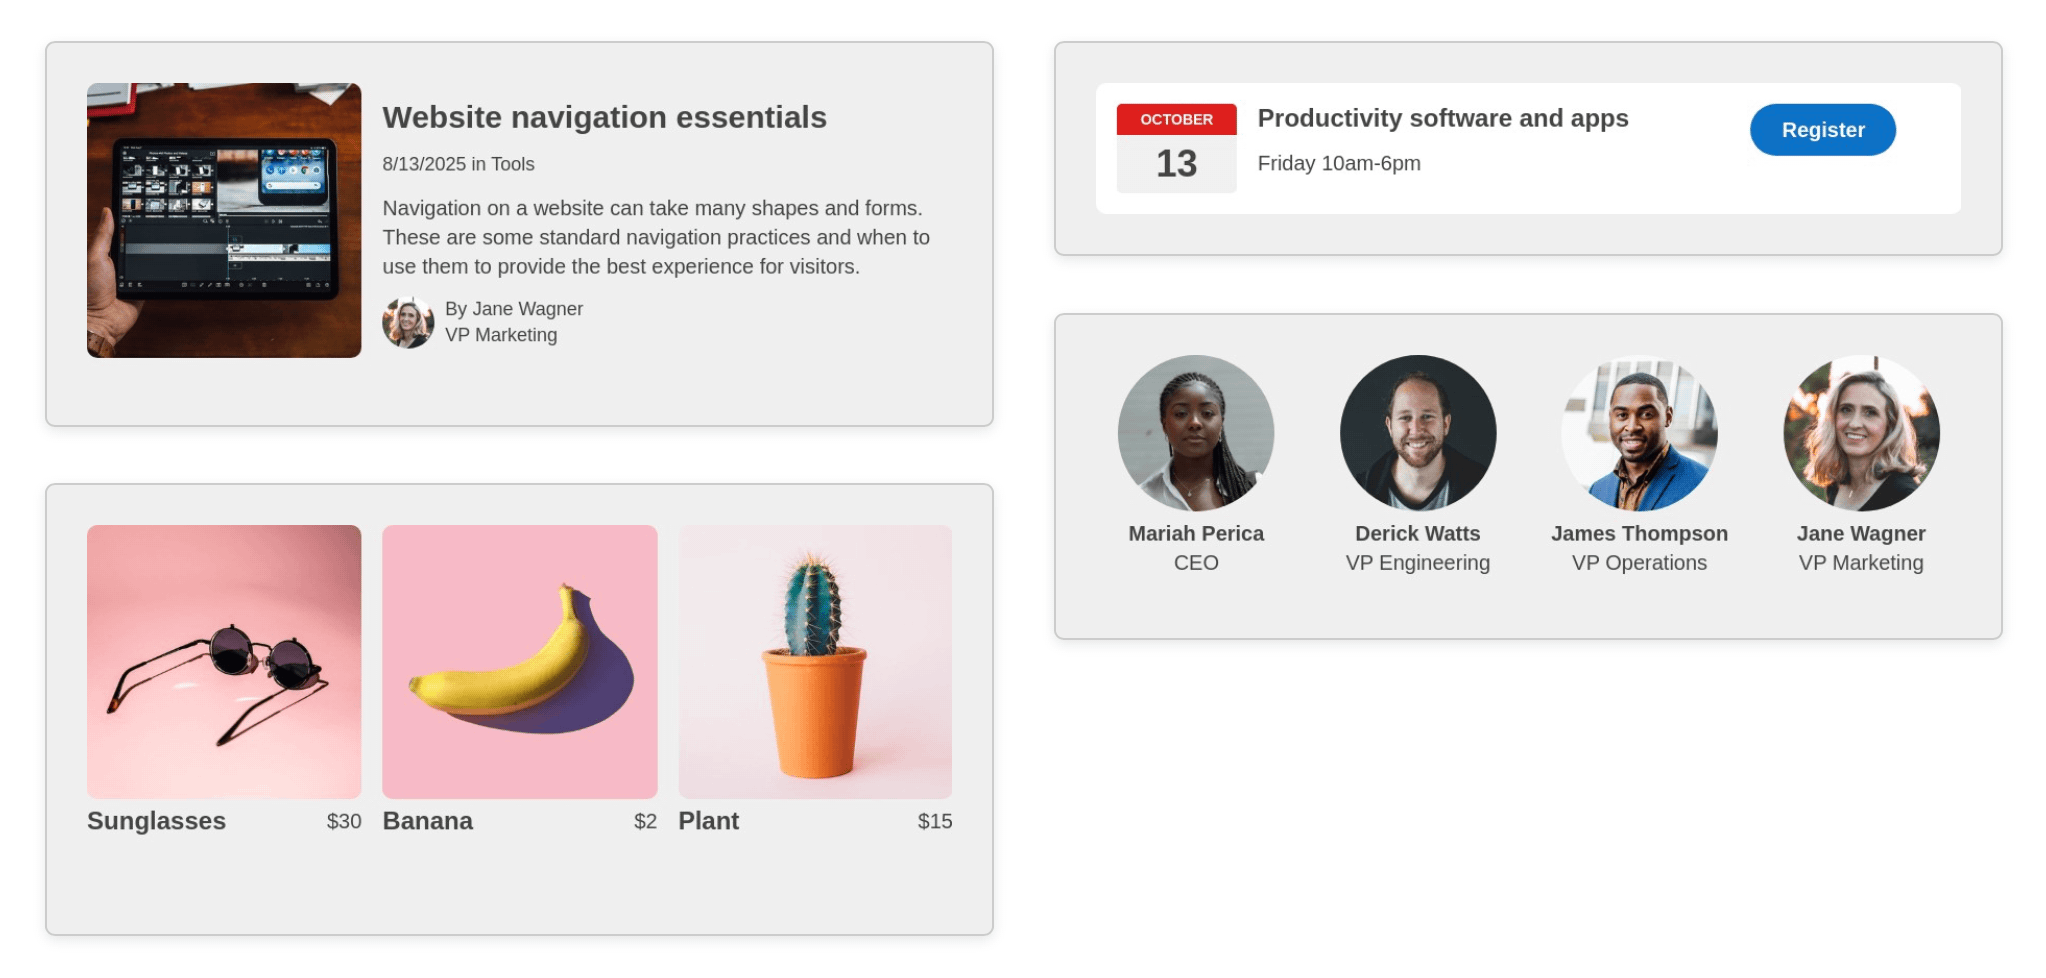 Website navigation essentials
8/13/2025 in Tools
Navigation on a website can take many shapes and forms.
These are some standard navigation practices and when to
use them to provide the best experience for visitors.
By Jane Wagner
VP Marketing
Sunglasses $30
Banana $2
Plant $15
OCTOBER
13
Productivity software and apps
Friday 10am-6pm
Register
Mariah Perica
CEO
Derick Watts
VP Engineering
James Thompson
VP Operations
Jane Wagner
VP Marketing